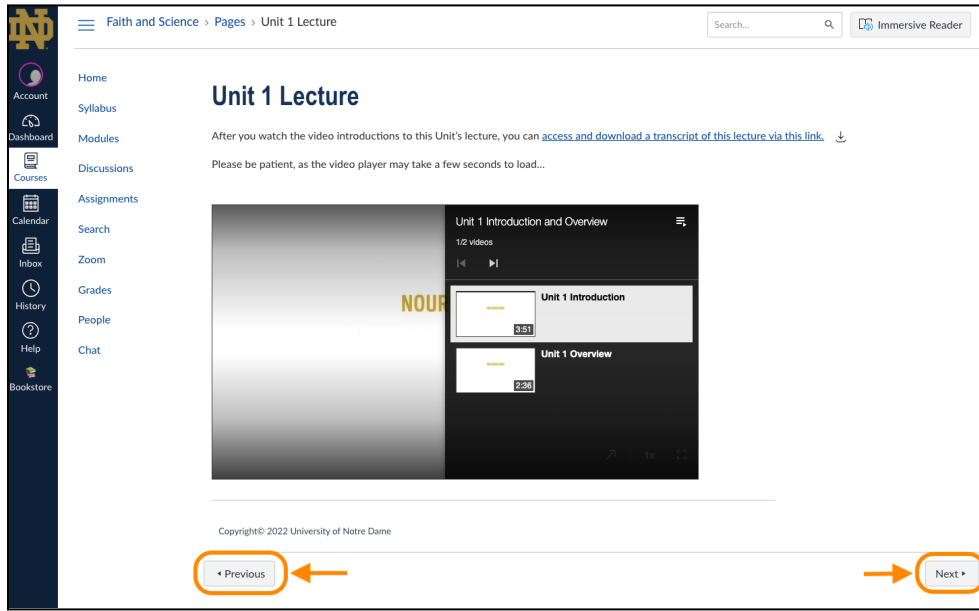 ND
Faith and Science › Pages › Unit 1 Lecture
Search...
Immersive Reader
Account
Dashboard
Courses
Calendar
Inbox
History
Help
Bookstore
Home
Syllabus
Modules
Discussions
Assignments
Search
Zoom
Grades
People
Chat
Unit 1 Lecture
After you watch the video introductions to this Unit's lecture, you can access and download a transcript of this lecture via this link.
Please be patient, as the video player may take a few seconds to load...
Unit 1 Introduction and Overview
1/2 videos
Unit 1 Introduction
3:51
Unit 1 Overview
2:36
1x
Copyright© 2022 University of Notre Dame
Previous
Next